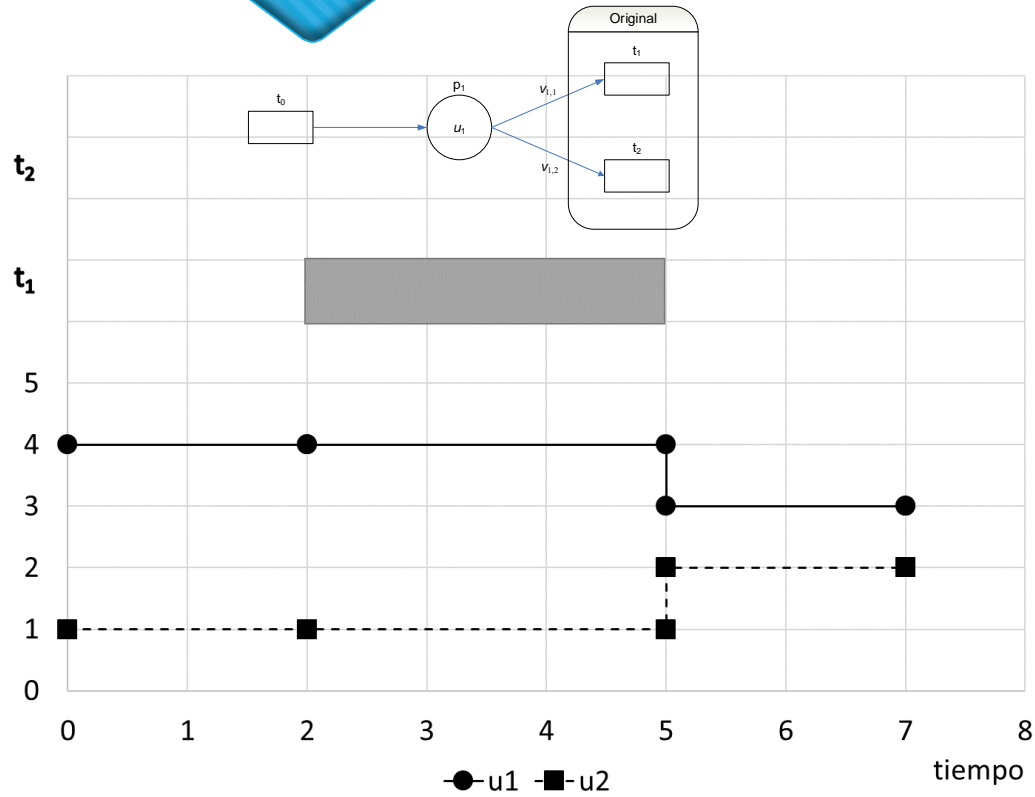 Original
t₁
p₁
t₀
v₁,₁
u₁
t₂
v₁,₂
t₂
t₁
5
4
3
2
1
0
0 1 2 3 4 5 6 7 8
tiempo
u1 u2